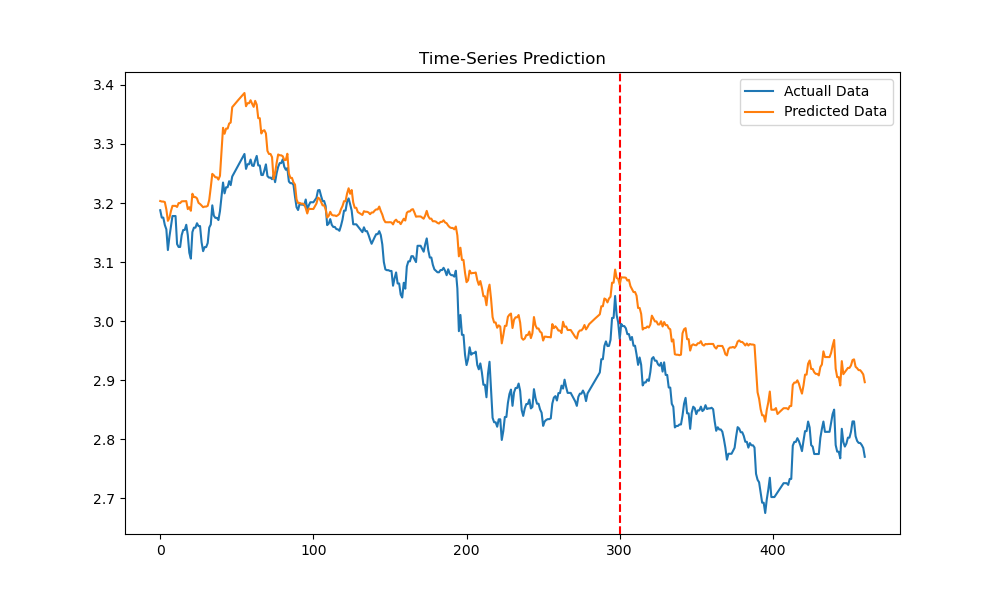 Time-Series Prediction
Actuall Data
Predicted Data
3.4
3.3
3.2
3.1
3.0
2.9
2.8
2.7
0 100 200 300 400